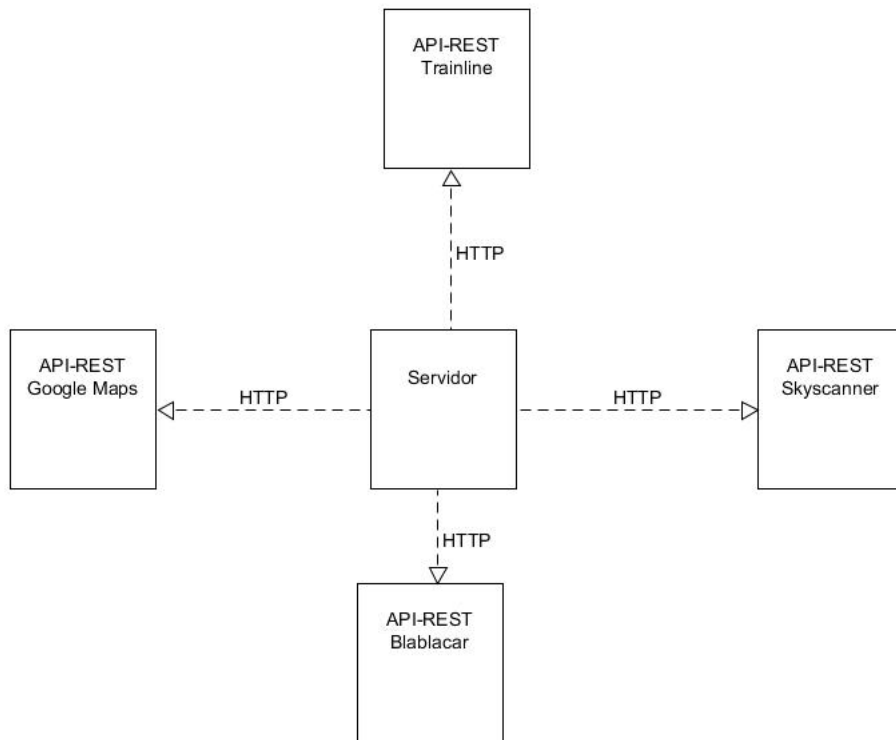 API-REST
Trainline
HTTP
API-REST
Google Maps
HTTP
Servidor
HTTP
API-REST
Skyscanner
HTTP
API-REST
Blablacar